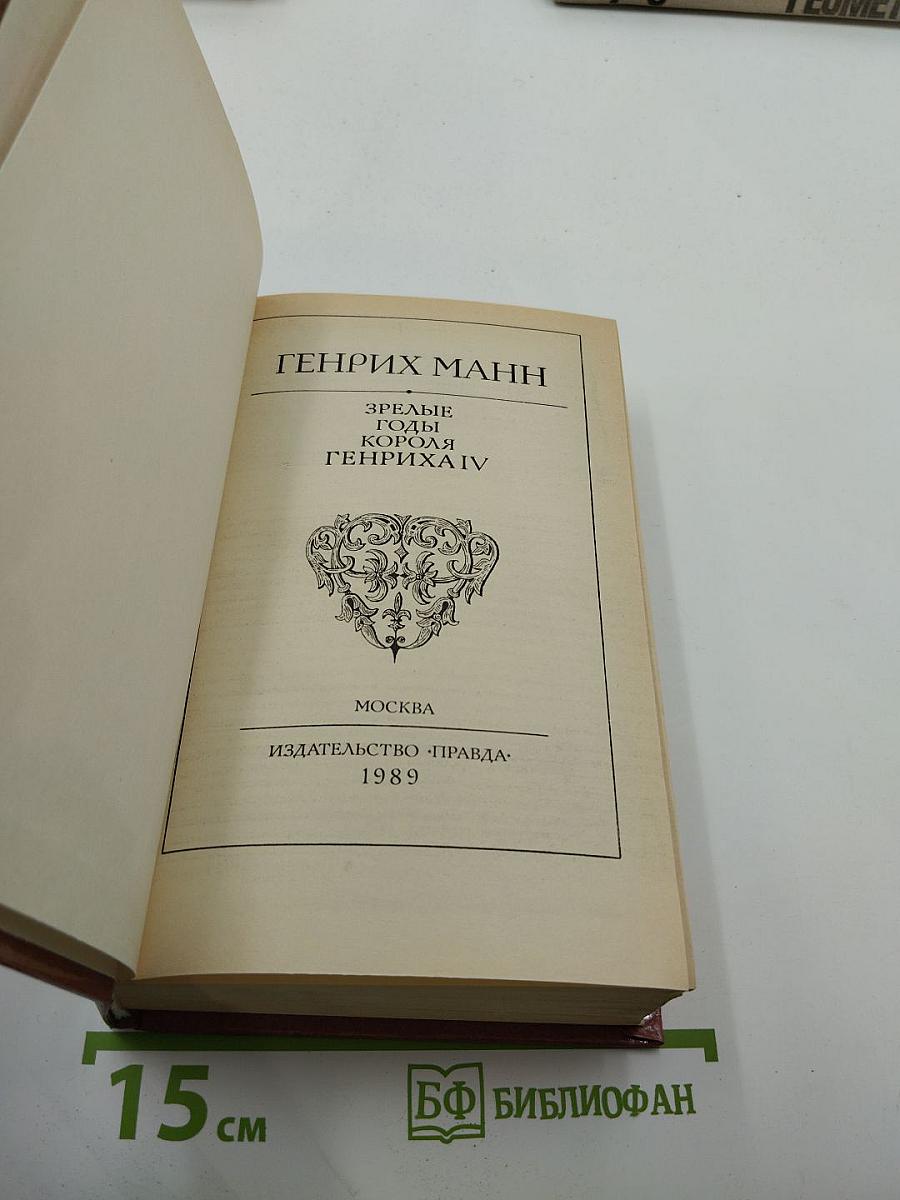 ГЕНРИХ МАНН
ЗРЕЛЫЕ
ГОДЫ
КОРОЛЯ
ГЕНРИХА IV
МОСКВА
ИЗДАТЕЛЬСТВО «ПРАВДА»
1989
15 см
БФ БИБЛИОФАН